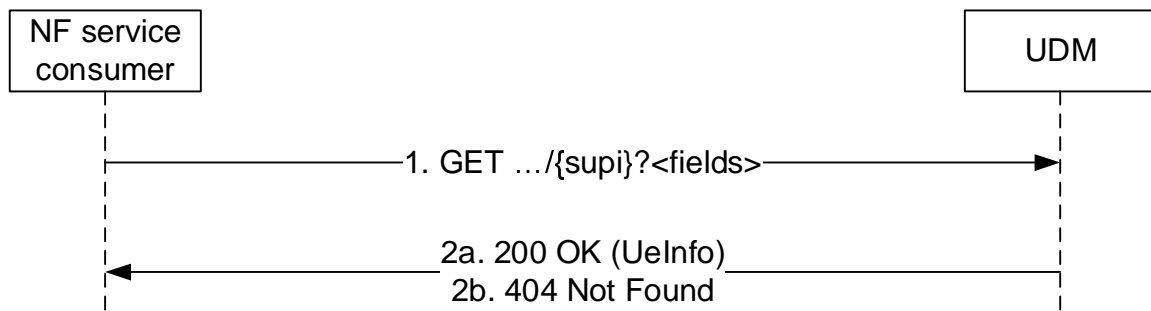 NF service
consumer
UDM
1. GET …/{supi}?<fields>
2a. 200 OK (UeInfo)
2b. 404 Not Found